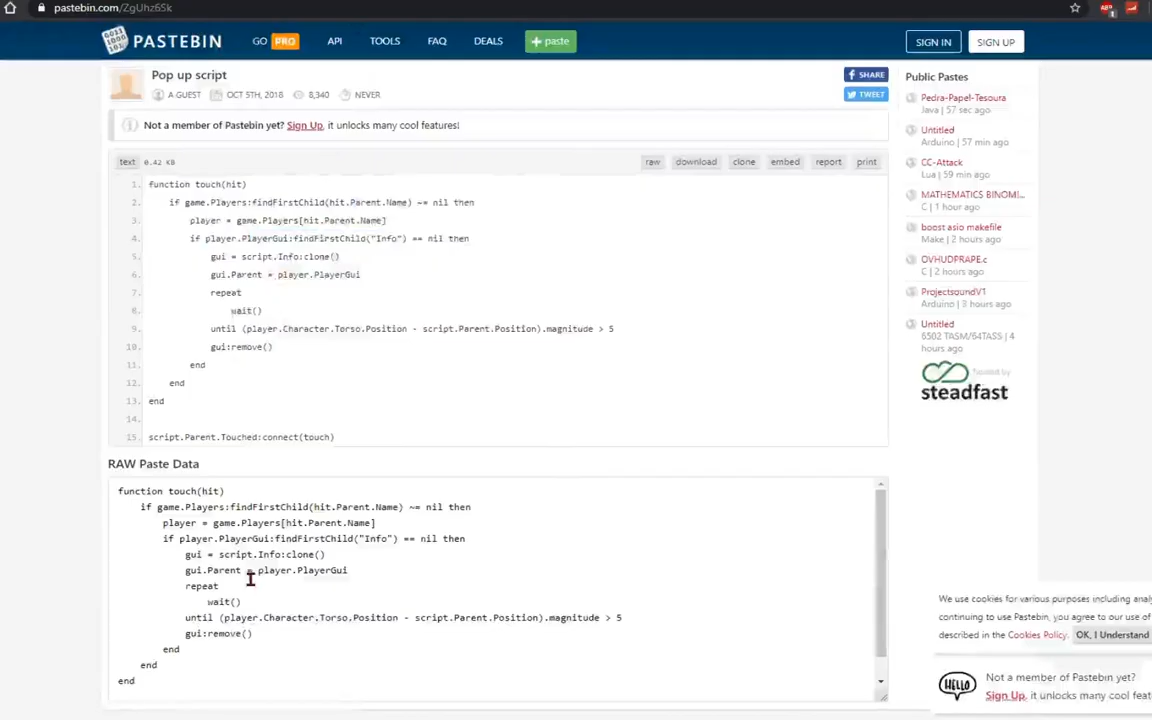 pastebin.com/ZgUhz6Sk
PASTEBIN
GO PRO API TOOLS FAQ DEALS + paste
SIGN IN SIGN UP
Pop up script
A GUEST OCT 5TH, 2018 8,340 NEVER
SHARE
TWEET
Not a member of Pastebin yet? Sign Up, it unlocks many cool features!
text 0.42 KB raw download clone embed report print
1. function touch(hit)
2. if game.Players:findFirstChild(hit.Parent.Name) ~= nil then
3. player = game.Players[hit.Parent.Name]
4. if player.PlayerGui:findFirstChild("Info") == nil then
5. gui = script.Info:clone()
6. gui.Parent = player.PlayerGui
7. repeat
8. wait()
9. until (player.Character.Torso.Position - script.Parent.Position).magnitude > 5
10. gui:remove()
11. end
12. end
13. end
14.
15. script.Parent.Touched:connect(touch)
RAW Paste Data
function touch(hit)
if game.Players:findFirstChild(hit.Parent.Name) ~= nil then
player = game.Players[hit.Parent.Name]
if player.PlayerGui:findFirstChild("Info") == nil then
gui = script.Info:clone()
gui.Parent = player.PlayerGui
repeat
wait()
until (player.Character.Torso.Position - script.Parent.Position).magnitude > 5
gui:remove()
end
end
end
Public Pastes
Pedra-Papel-Tesoura
Java | 57 sec ago
Untitled
Arduino | 57 min ago
CC-Attack
Lua | 59 min ago
MATHEMATICS BINOMI...
C | 1 hour ago
boost asio makefile
Make | 2 hours ago
OVHUDPRAPE.c
C | 2 hours ago
ProjectsoundV1
Arduino | 3 hours ago
Untitled
6502 TASM/64TASS | 4
hours ago
hosted by
steadfast
We use cookies for various purposes including analy
continuing to use Pastebin, you agree to our use of
described in the Cookies Policy. OK, I Understand
HELLO
Not a member of Pastebin yet?
Sign Up, it unlocks many cool feat